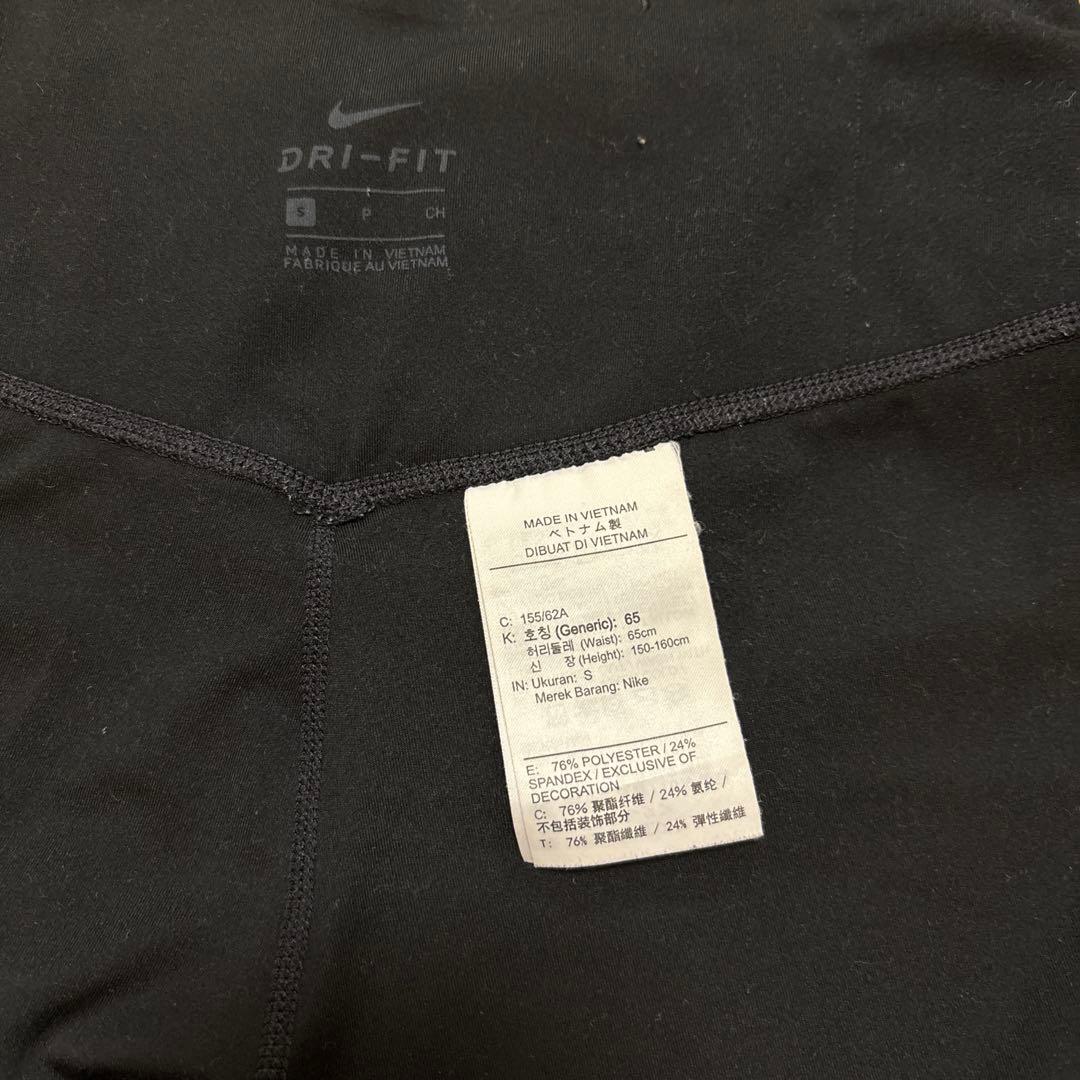 DRI-FIT
S P CH
MADE IN VIETNAM
FABRIQUE AU VIETNAM
MADE IN VIETNAM
ベトナム製
DIBUAT DI VIETNAM
C: 155/62A
K: 호칭 (Generic): 65
허리둘레 (Waist): 65cm
신 장 (Height): 150-160cm
IN: Ukuran: S
Merek Barang: Nike
E: 76% POLYESTER / 24%
SPANDEX / EXCLUSIVE OF
DECORATION
C: 76% 聚酯纤维 / 24% 氨纶 /
不包括装饰部分
T: 76% 聚酯纖維 / 24% 彈性纖維